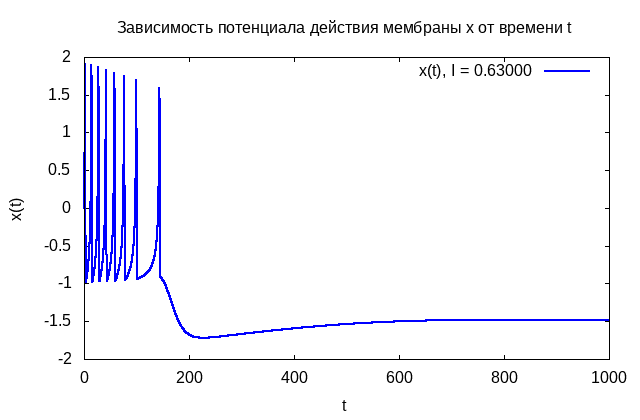 Зависимость потенциала действия мембраны x от времени t
x(t), I = 0.63000
2
1.5
1
0.5
0
-0.5
-1
-1.5
-2
x(t)
0 200 400 600 800 1000
t